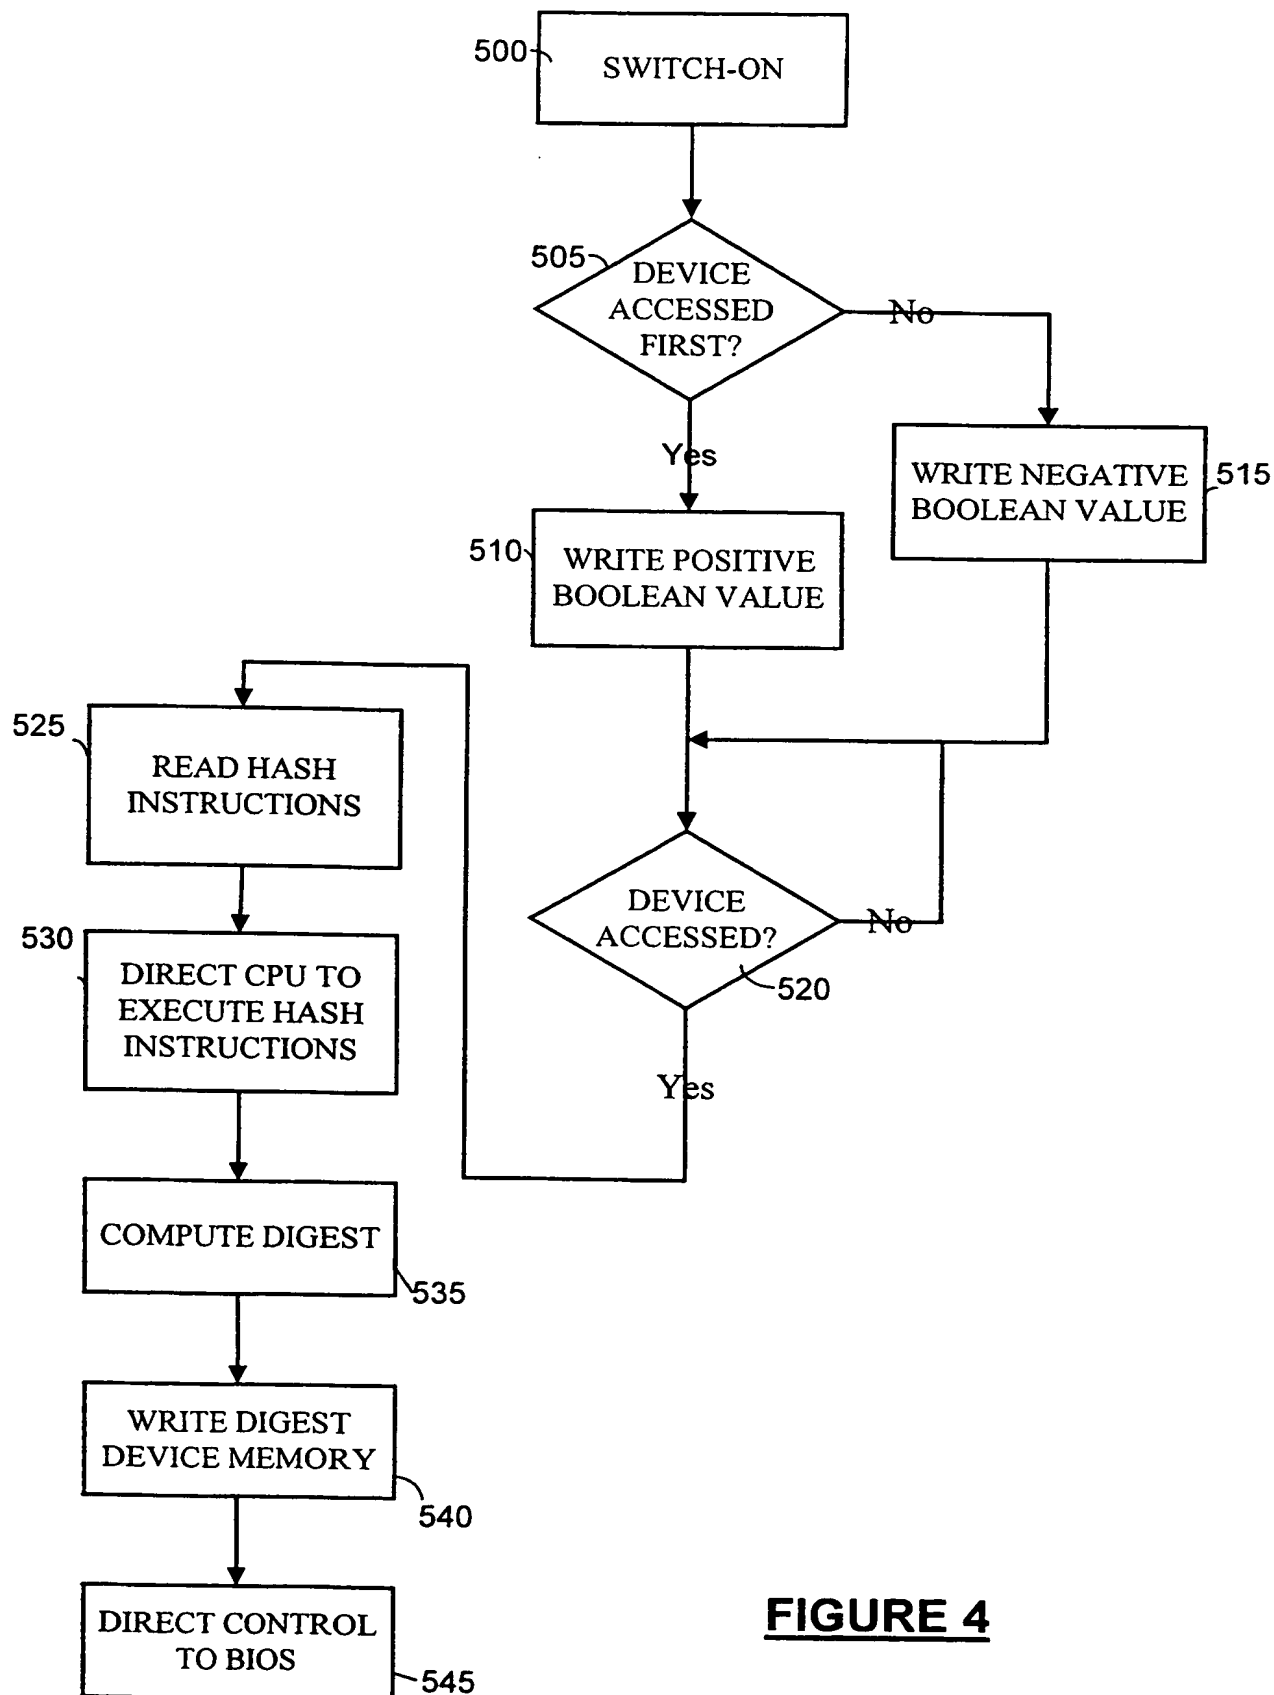 500
SWITCH-ON
505
DEVICE
ACCESSED
FIRST?
No
Yes
WRITE NEGATIVE
BOOLEAN VALUE
515
510
WRITE POSITIVE
BOOLEAN VALUE
525
READ HASH
INSTRUCTIONS
DEVICE
ACCESSED?
No
520
530
DIRECT CPU TO
EXECUTE HASH
INSTRUCTIONS
Yes
COMPUTE DIGEST
535
WRITE DIGEST
DEVICE MEMORY
540
DIRECT CONTROL
TO BIOS
545
FIGURE 4